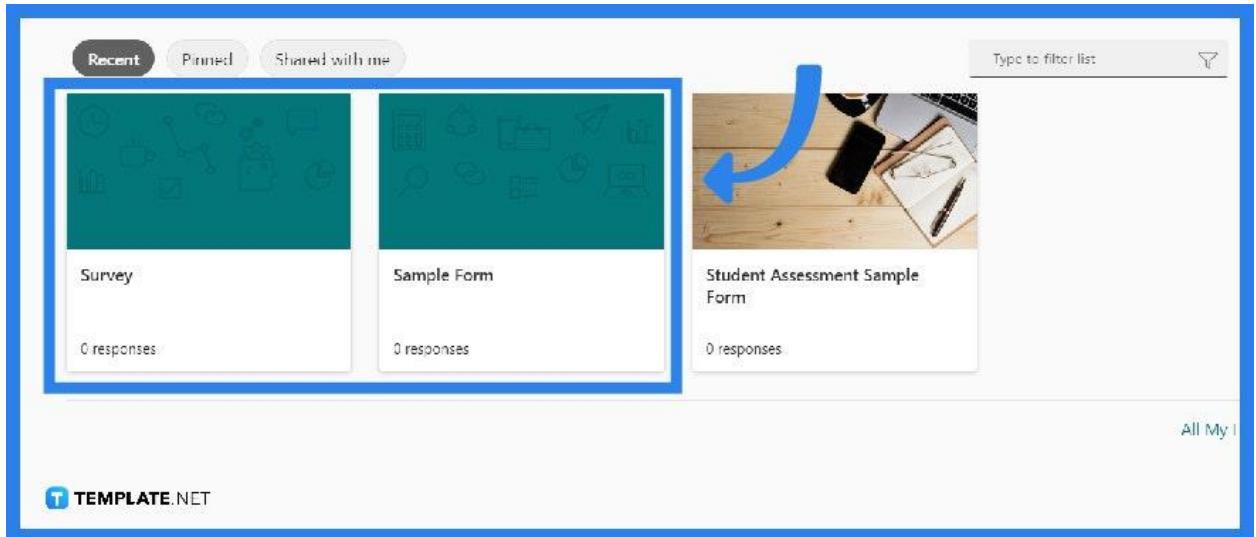 Recent Pinned Shared with me
Type to filter list
Survey
Sample Form
Student Assessment Sample
Form
0 responses
0 responses
0 responses
All My
TEMPLATE.NET